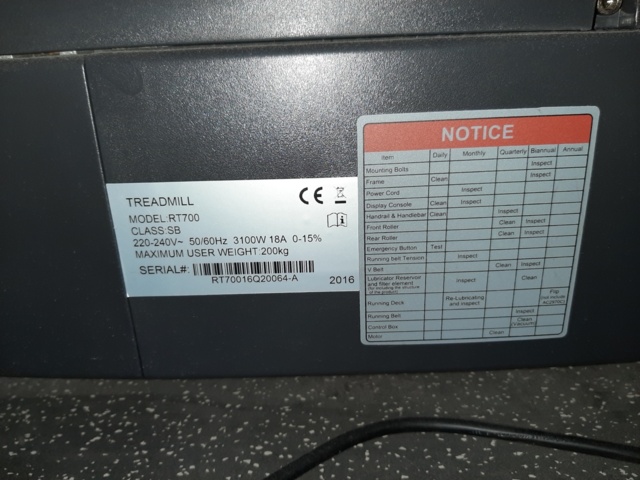 TREADMILL
CE
MODEL:RT700
CLASS:SB
220-240V~ 50/60Hz 3100W 18A 0-15%
MAXIMUM USER WEIGHT:200kg
SERIAL#:
RT70016Q20064-A
2016
NOTICE
Item Daily Monthly Quarterly Biannual Annual
Mounting Bolts Inspect
Frame Clean Inspect
Power Cord Inspect
Display Console Clean Inspect
Handrail & Handlebar Clean Inspect
Front Roller Clean Inspect
Rear Roller Clean Inspect
Emergency Button Test
Running belt Tension Inspect
V Belt Clean Inspect
Lubricator Reservoir and filter element Inspect Clean
Running Deck Re-Lubricating and Inspect Flip
Running Belt Inspect
Control Box Clean (Vacuum)
Motor Clean